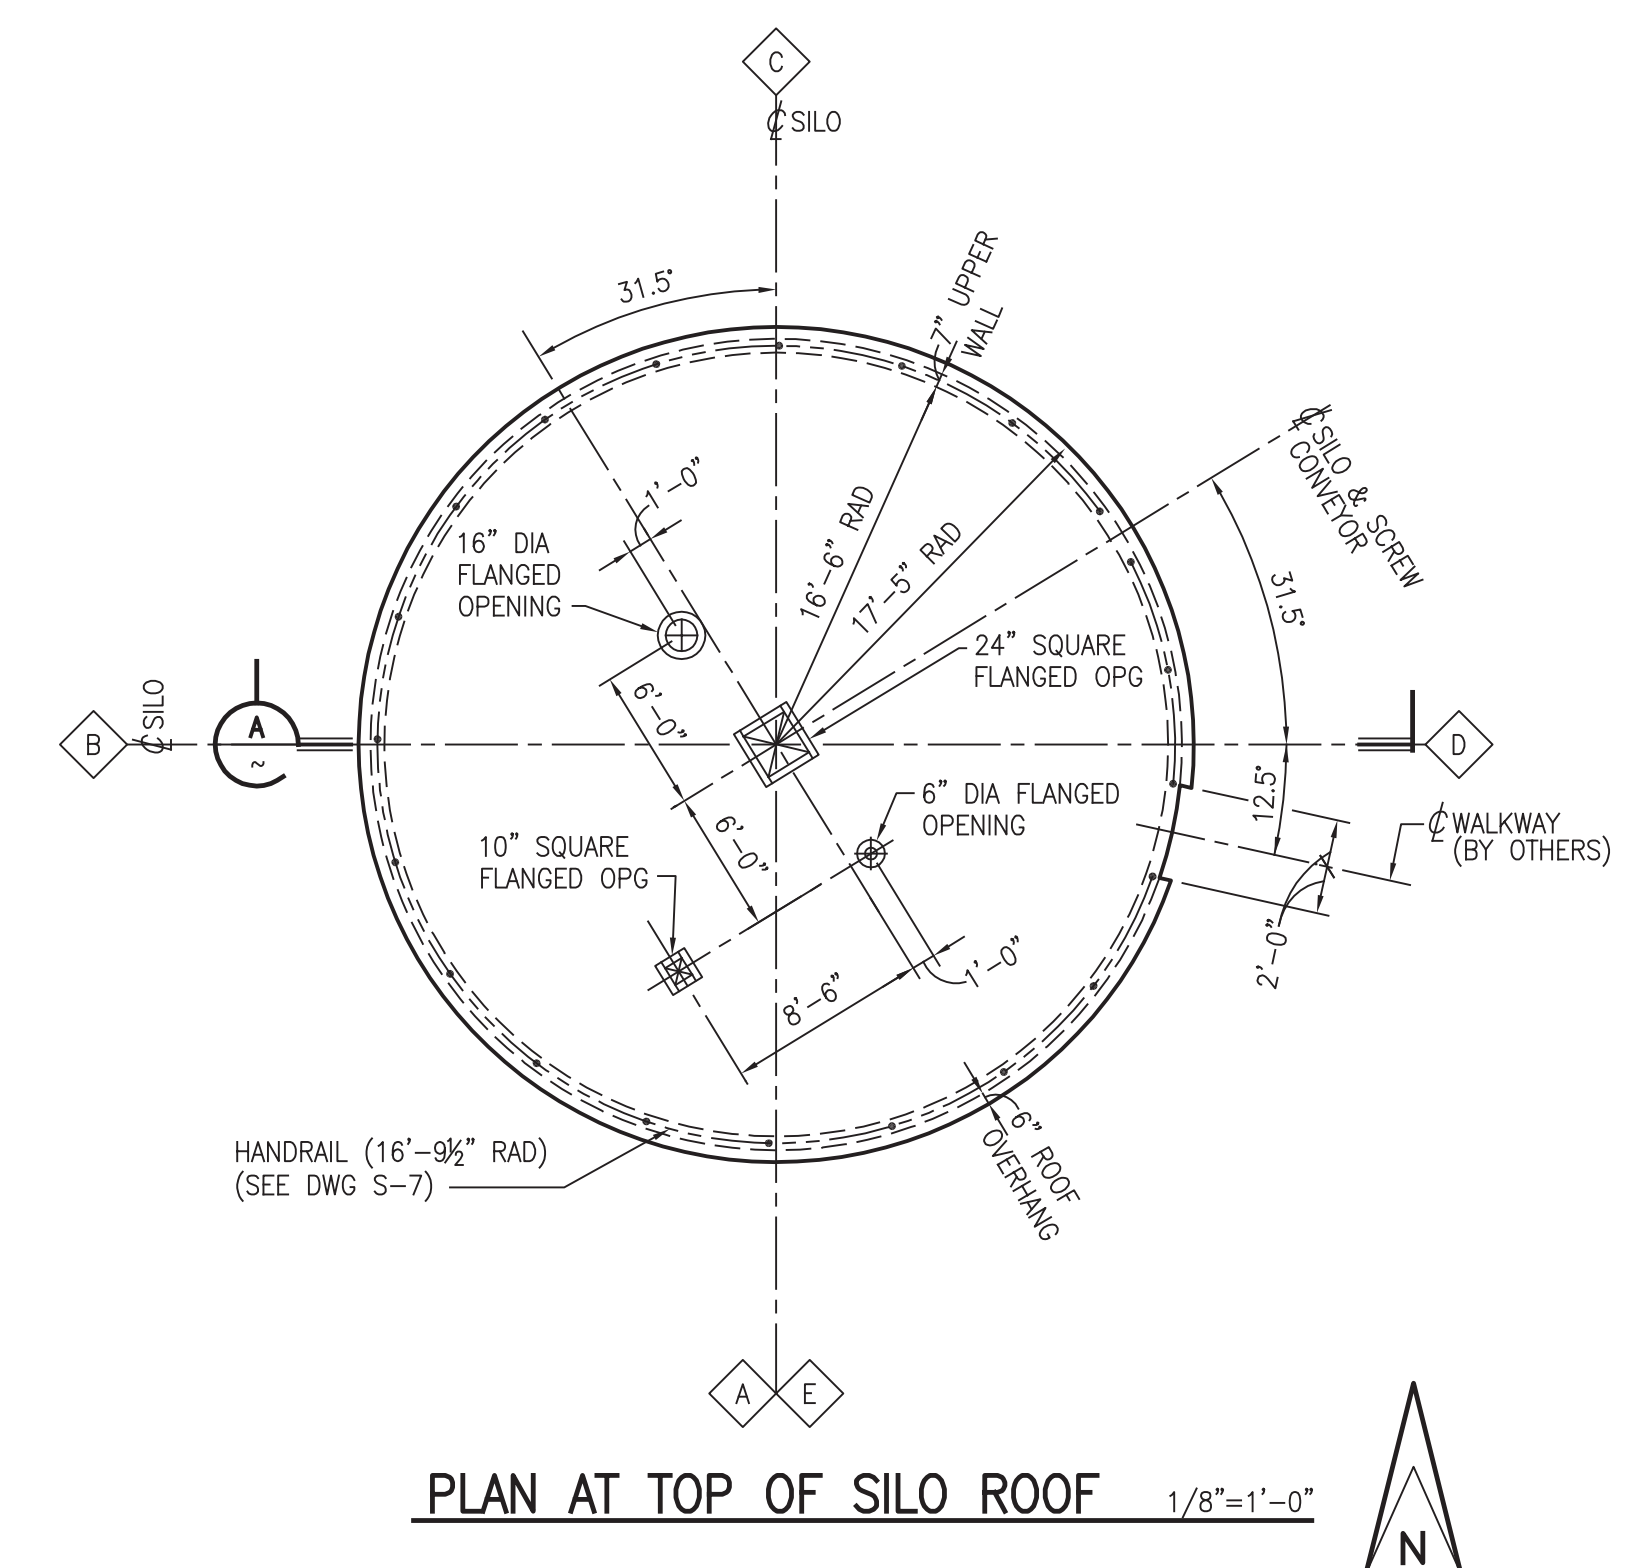 C
℄ SILO
31.5°
7” UPPER
WALL
℄ SILO & SCREW
CONVEYOR
1’-0”
16” DIA
FLANGED
OPENING
16’-6” RAD
17’-5” RAD
31.5°
24” SQUARE
FLANGED OPG
6’-0”
℄ SILO
B
A
~
D
6” DIA FLANGED
OPENING
12.5°
℄ WALKWAY
(BY OTHERS)
6’-0”
10” SQUARE
FLANGED OPG
2’-0”
1’-0”
8’-6”
6” ROOF
OVERHANG
HANDRAIL (16’-9½” RAD)
(SEE DWG S-7)
A
E
PLAN AT TOP OF SILO ROOF 1/8”=1’-0”
N